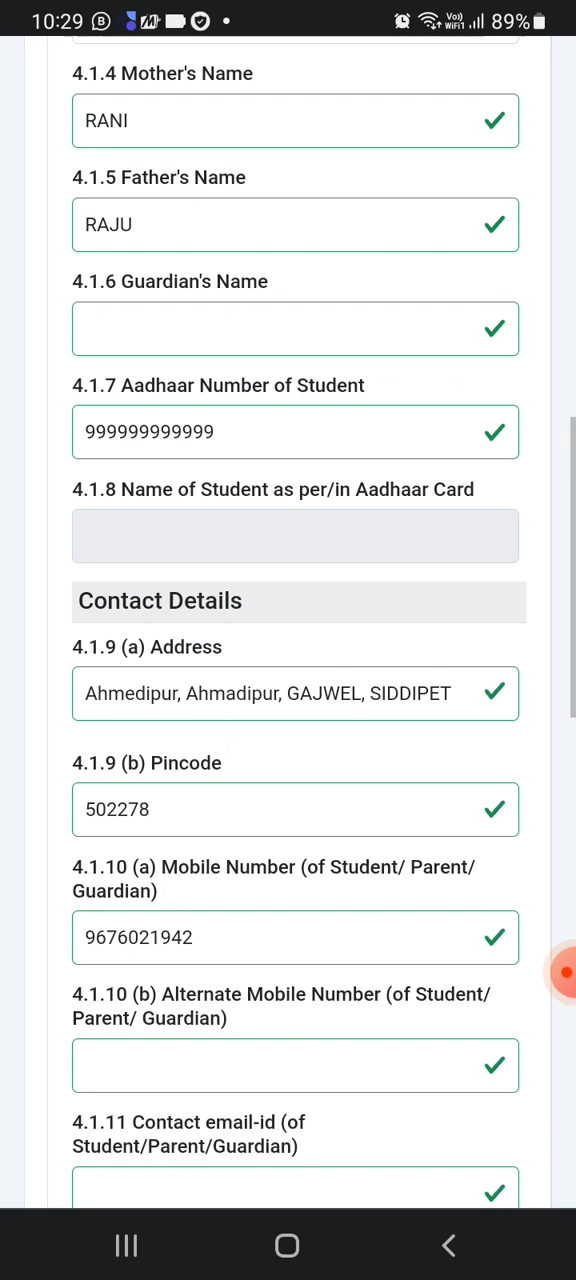 10:29
Vo))
WiFi1
89%
4.1.4 Mother's Name
RANI
4.1.5 Father's Name
RAJU
4.1.6 Guardian's Name
4.1.7 Aadhaar Number of Student
999999999999
4.1.8 Name of Student as per/in Aadhaar Card
Contact Details
4.1.9 (a) Address
Ahmedipur, Ahmadipur, GAJWEL, SIDDIPET
4.1.9 (b) Pincode
502278
4.1.10 (a) Mobile Number (of Student/ Parent/
Guardian)
9676021942
4.1.10 (b) Alternate Mobile Number (of Student/
Parent/ Guardian)
4.1.11 Contact email-id (of
Student/Parent/Guardian)